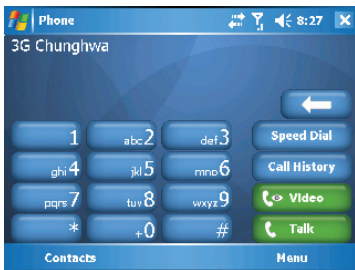 Phone 8:27
3G Chunghwa
1 abc2 def3 Speed Dial
ghi4 jkl5 mno6 Call History
pqrs7 tuv8 wxyz9 Video
* +0 # Talk
Contacts Menu